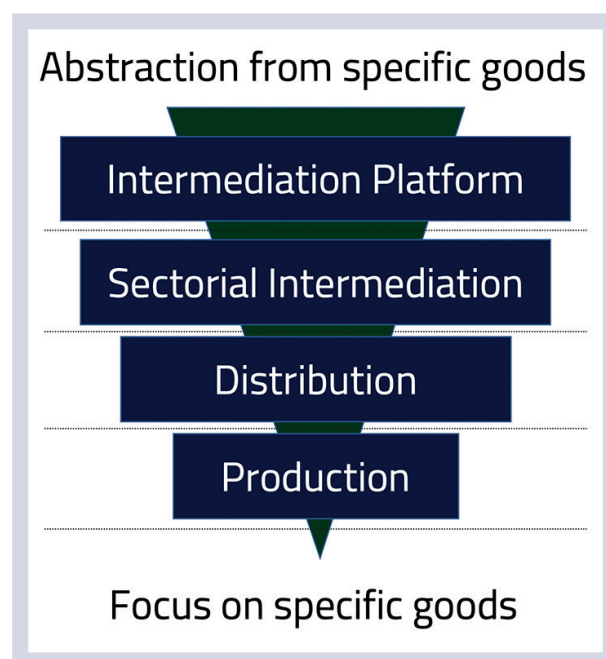 Abstraction from specific goods
Intermediation Platform
Sectorial Intermediation
Distribution
Production
Focus on specific goods